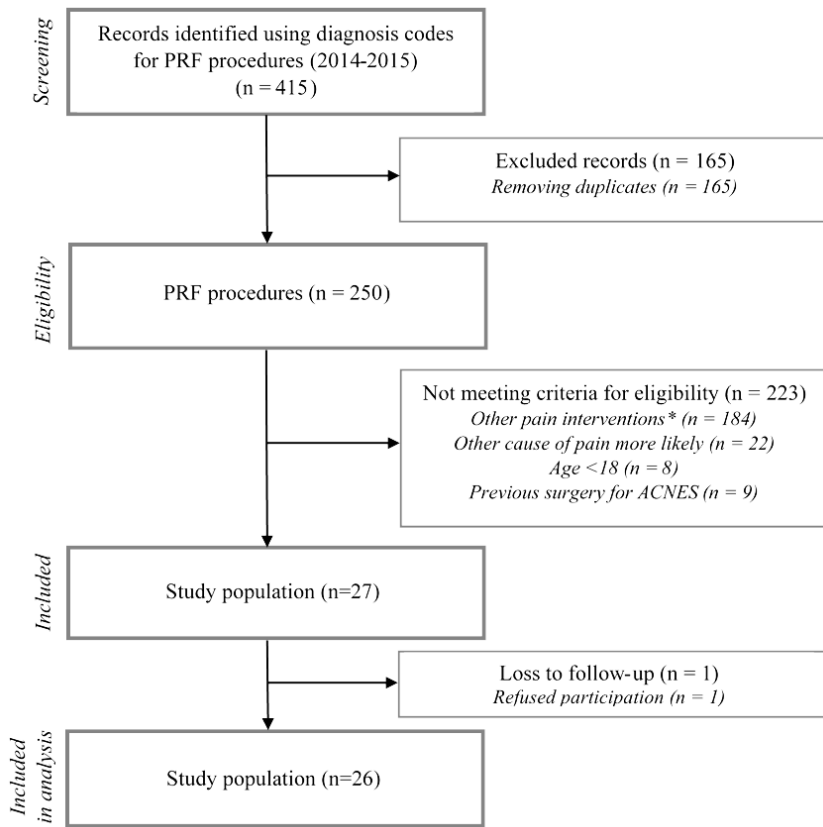 Screening
Records identified using diagnosis codes
for PRF procedures (2014-2015)
(n = 415)
Excluded records (n = 165)
Removing duplicates (n = 165)
Eligibility
PRF procedures (n = 250)
Not meeting criteria for eligibility (n = 223)
Other pain interventions* (n = 184)
Other cause of pain more likely (n = 22)
Age <18 (n = 8)
Previous surgery for ACNES (n = 9)
Included
Study population (n=27)
Loss to follow-up (n = 1)
Refused participation (n = 1)
Included
in analysis
Study population (n=26)